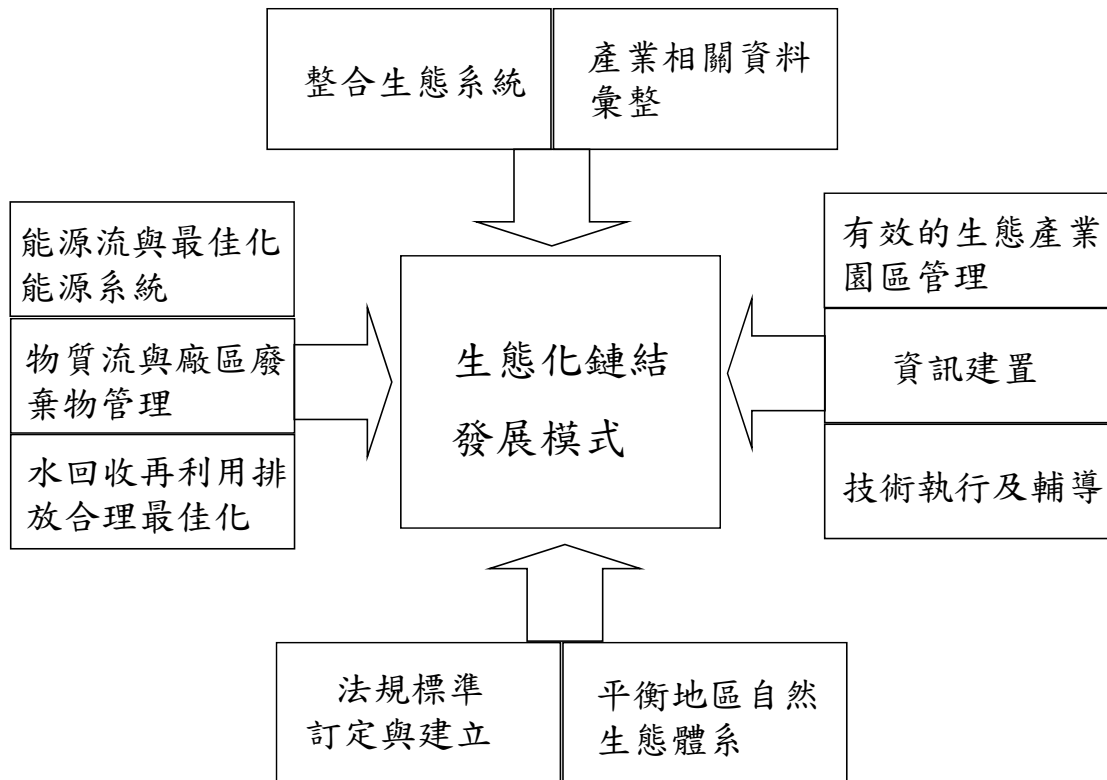 整合生態系統
產業相關資料
彙整
能源流與最佳化
能源系統
物質流與廠區廢
棄物管理
水回收再利用排
放合理最佳化
生態化鏈結
發展模式
有效的生態產業
園區管理
資訊建置
技術執行及輔導
法規標準
訂定與建立
平衡地區自然
生態體系